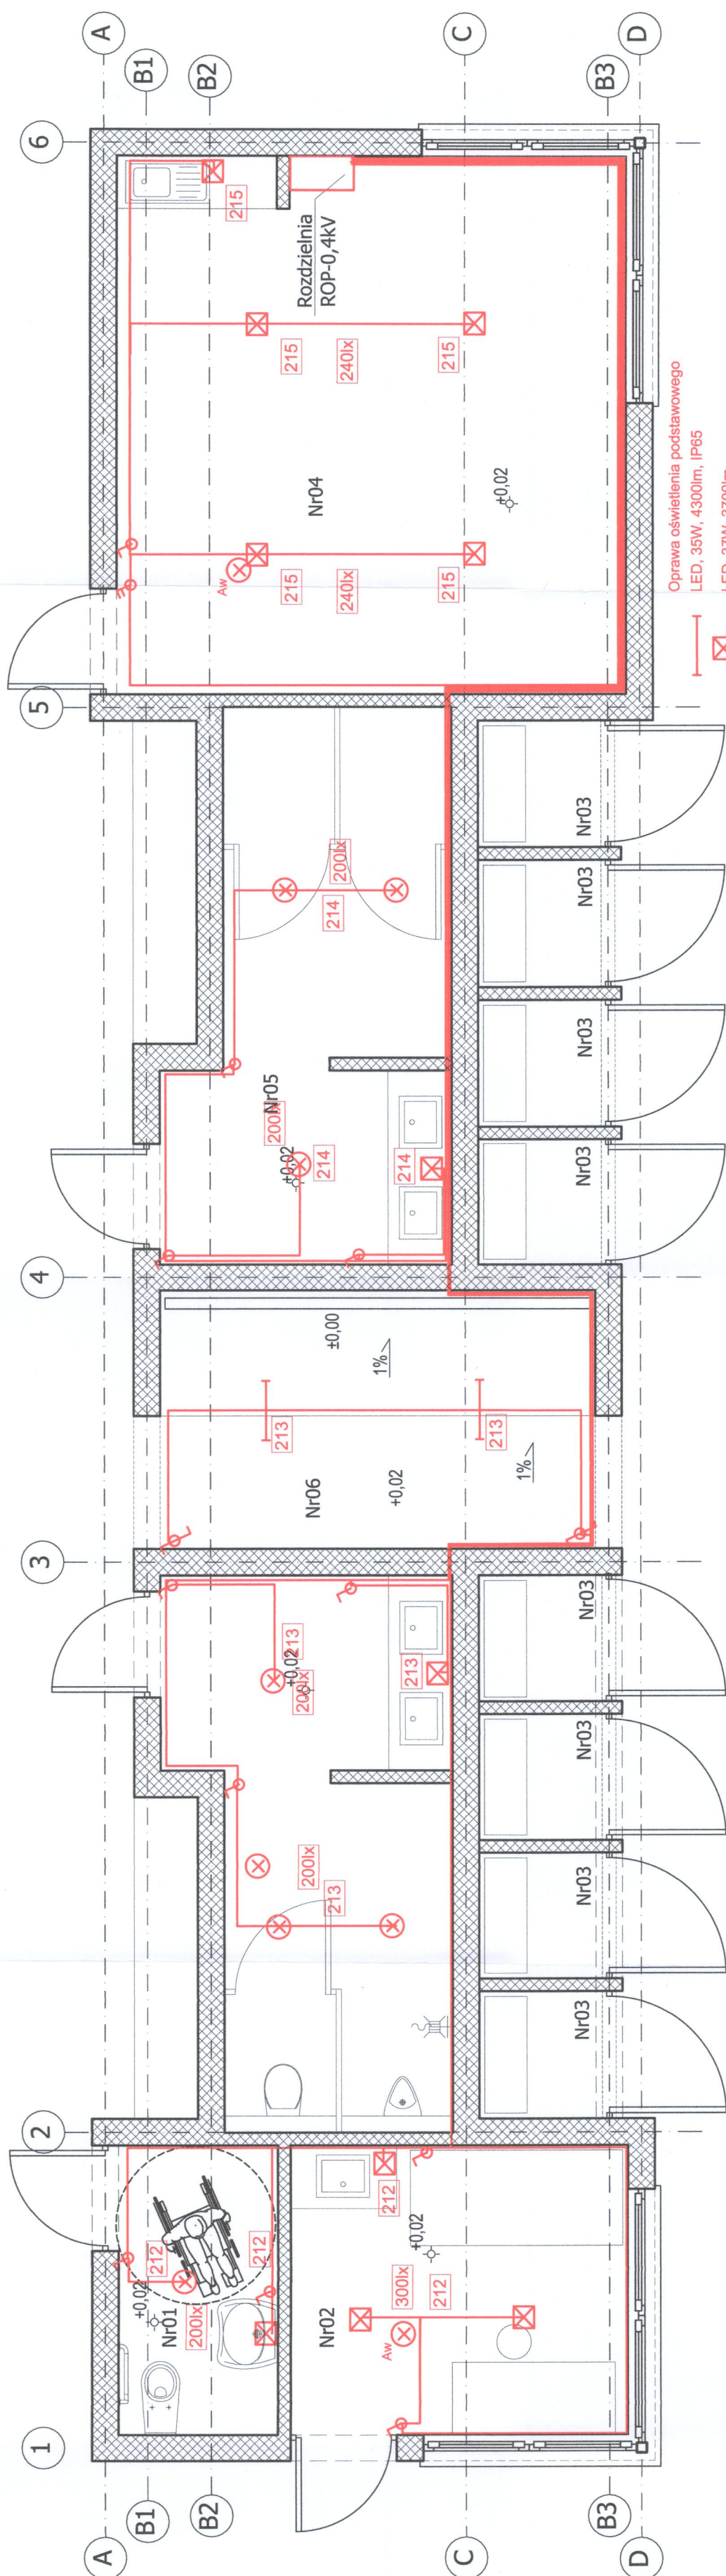 A
B1
B2
C
B3
D
6
215
Rozdzielnia
ROP-0,4kV
215
240lx
215
Nr04
+0,02
Aw
215
240lx
215
Oprawa oświetlenia podstawowego
LED, 35W, 4300lm, IP65
5
Nr03
Nr03
Nr03
Nr03
200lx
214
Nr05
200lx
+0,02
214
214
4
±0,00
1%
213
213
Nr06
+0,02
1%
3
213
+0,02
200lx
213
200lx
213
Nr03
Nr03
Nr03
Nr03
2
212
212
+0,02
Nr01
200lx
212
+0,02
300lx
212
Nr02
Aw
1
A
B1
B2
C
B3
D